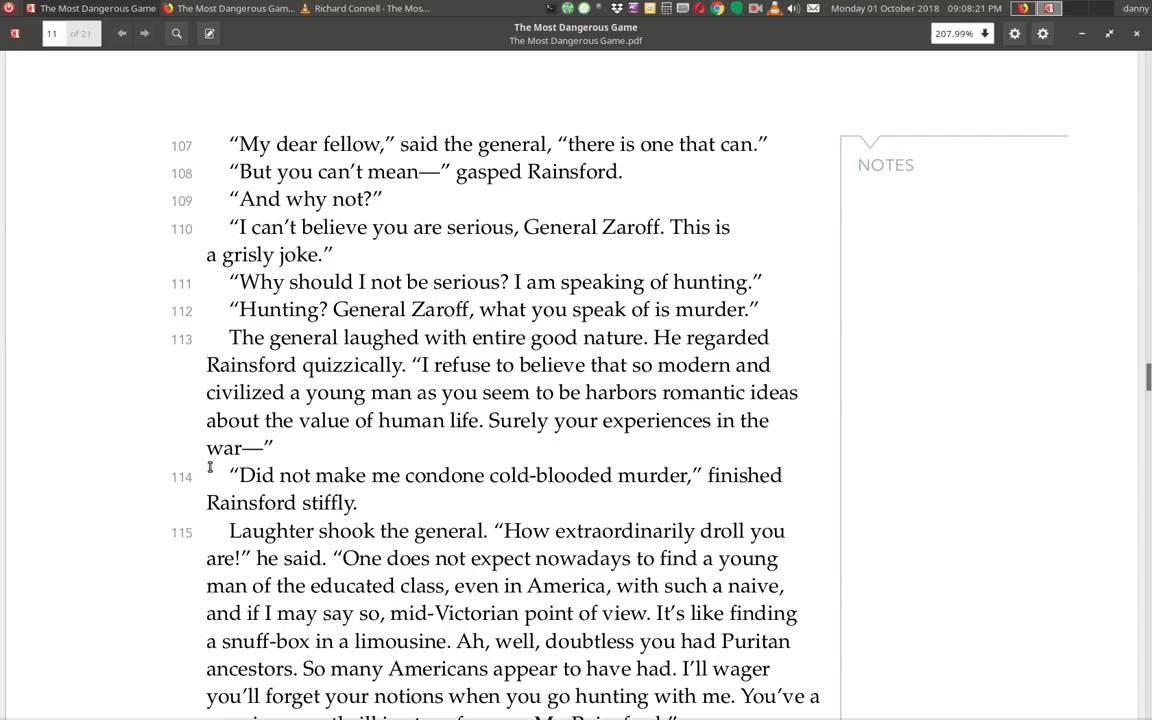 The Most Dangerous Game
The Most Dangerous Gam...
Richard Connell - The Mos...
Monday 01 October 2018
09:08:21 PM
danny
11 of 21
The Most Dangerous Game
The Most Dangerous Game.pdf
207.99%
107 “My dear fellow,” said the general, “there is one that can.”
108 “But you can’t mean—” gasped Rainsford.
109 “And why not?”
110 “I can’t believe you are serious, General Zaroff. This is
a grisly joke.”
111 “Why should I not be serious? I am speaking of hunting.”
112 “Hunting? General Zaroff, what you speak of is murder.”
113 The general laughed with entire good nature. He regarded
Rainsford quizzically. “I refuse to believe that so modern and
civilized a young man as you seem to be harbors romantic ideas
about the value of human life. Surely your experiences in the
war—”
114 “Did not make me condone cold-blooded murder,” finished
Rainsford stiffly.
115 Laughter shook the general. “How extraordinarily droll you
are!” he said. “One does not expect nowadays to find a young
man of the educated class, even in America, with such a naive,
and if I may say so, mid-Victorian point of view. It’s like finding
a snuff-box in a limousine. Ah, well, doubtless you had Puritan
ancestors. So many Americans appear to have had. I’ll wager
you’ll forget your notions when you go hunting with me. You’ve a
NOTES